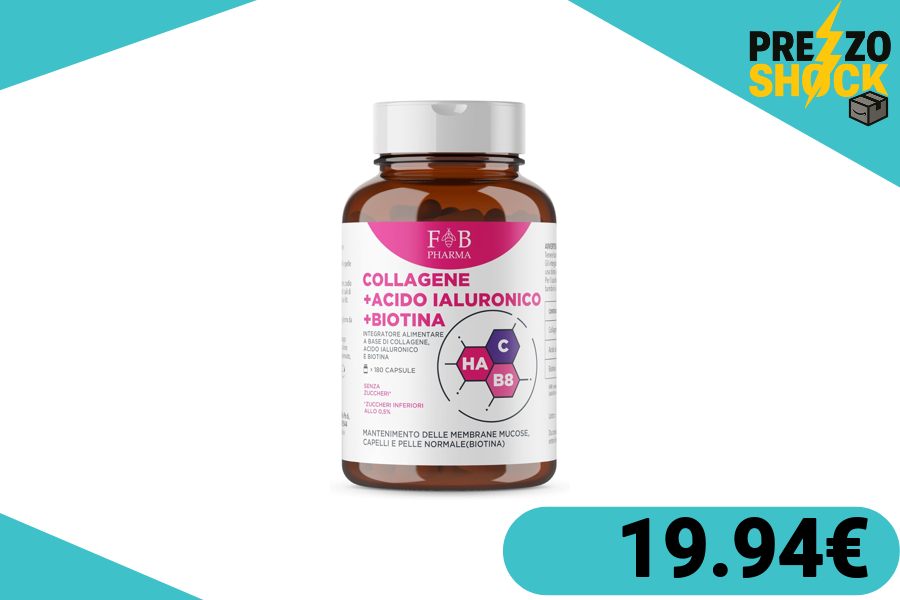 PREZZO
SHOCK
F B
PHARMA
COLLAGENE
+ACIDO IALURONICO
+BIOTINA
INTEGRATORE ALIMENTARE
A BASE DI COLLAGENE,
ACIDO IALURONICO
E BIOTINA
180 CAPSULE
SENZA
ZUCCHERI*
*ZUCCHERI INFERIORI
ALLO 0,5%
C
HA
B8
MANTENIMENTO DELLE MEMBRANE MUCOSE,
CAPELLI E PELLE NORMALE(BIOTINA)
19.94€